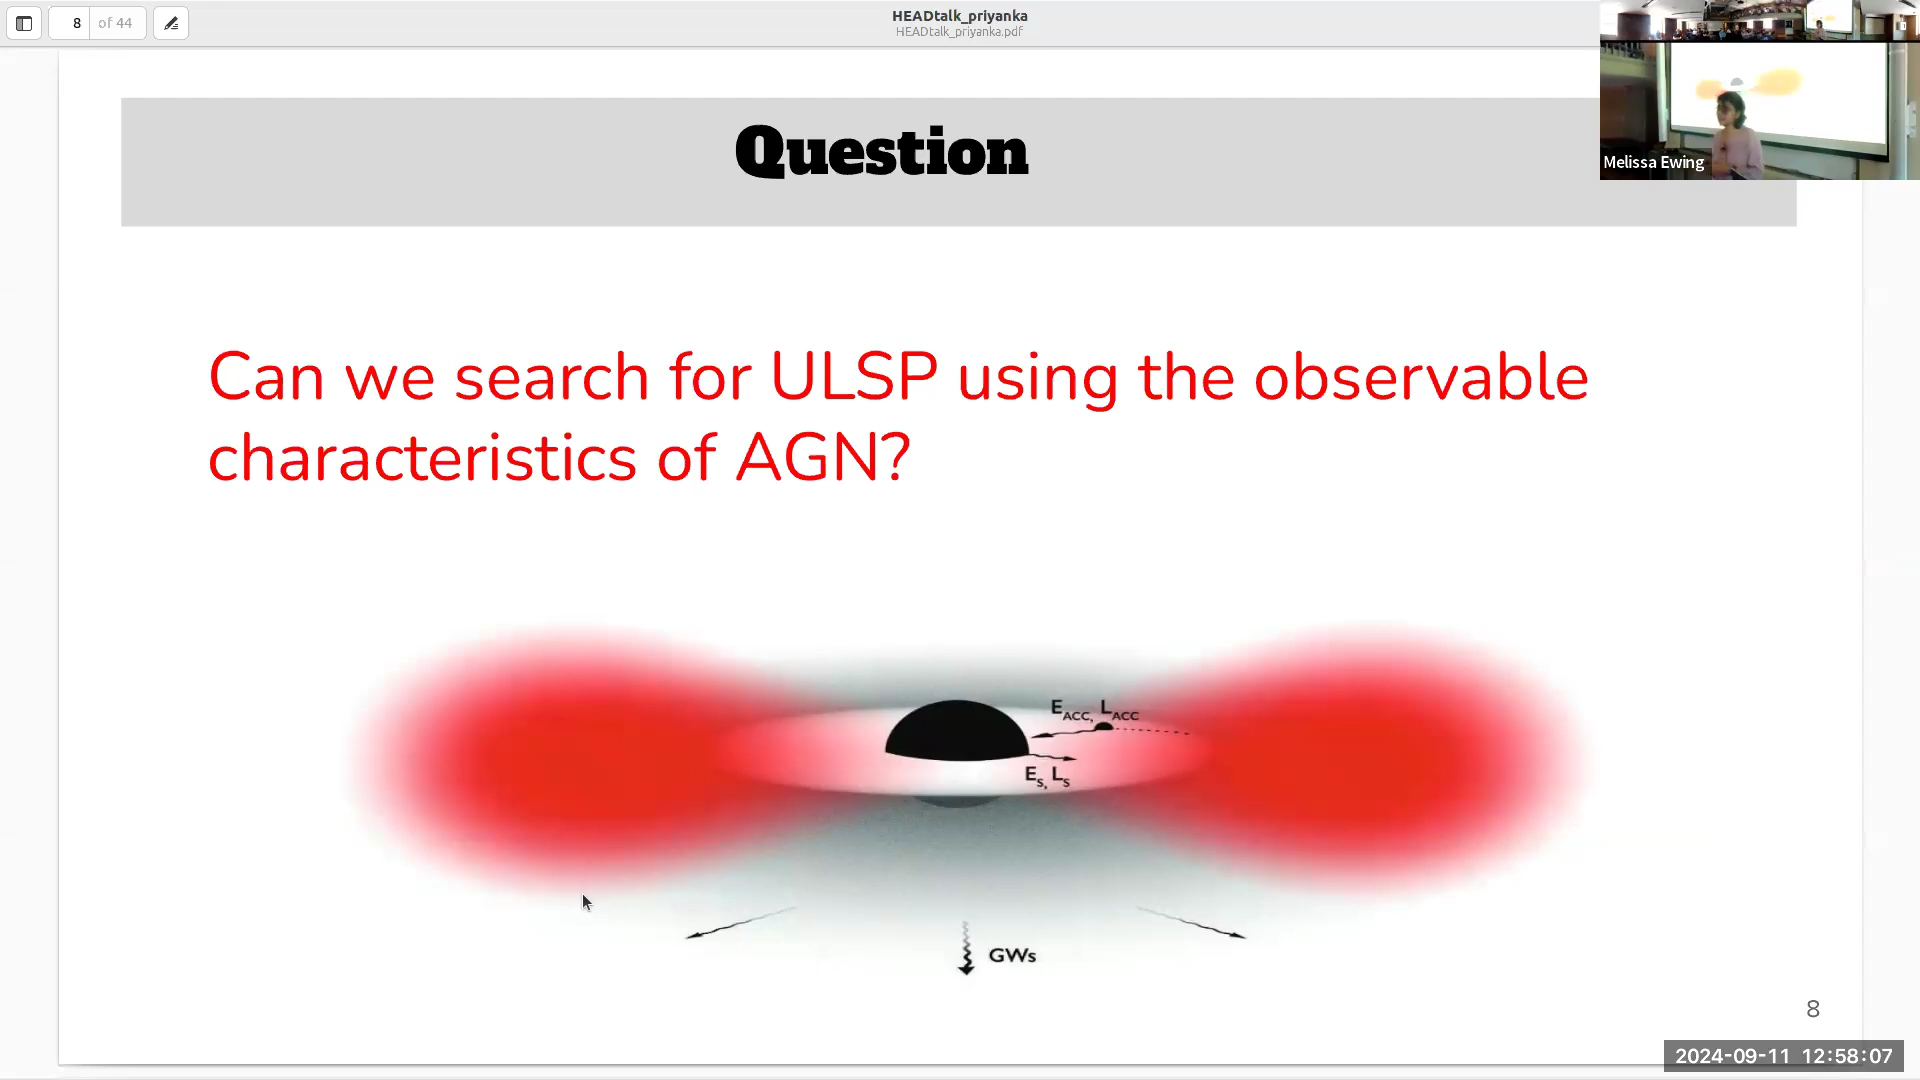 8 of 44
HEADtalk_priyanka
HEADtalk_priyanka.pdf
Melissa Ewing
Question
Can we search for ULSP using the observable
characteristics of AGN?
E_ACC, L_ACC
E_S, L_S
GWs
8
2024-09-11 12:58:07